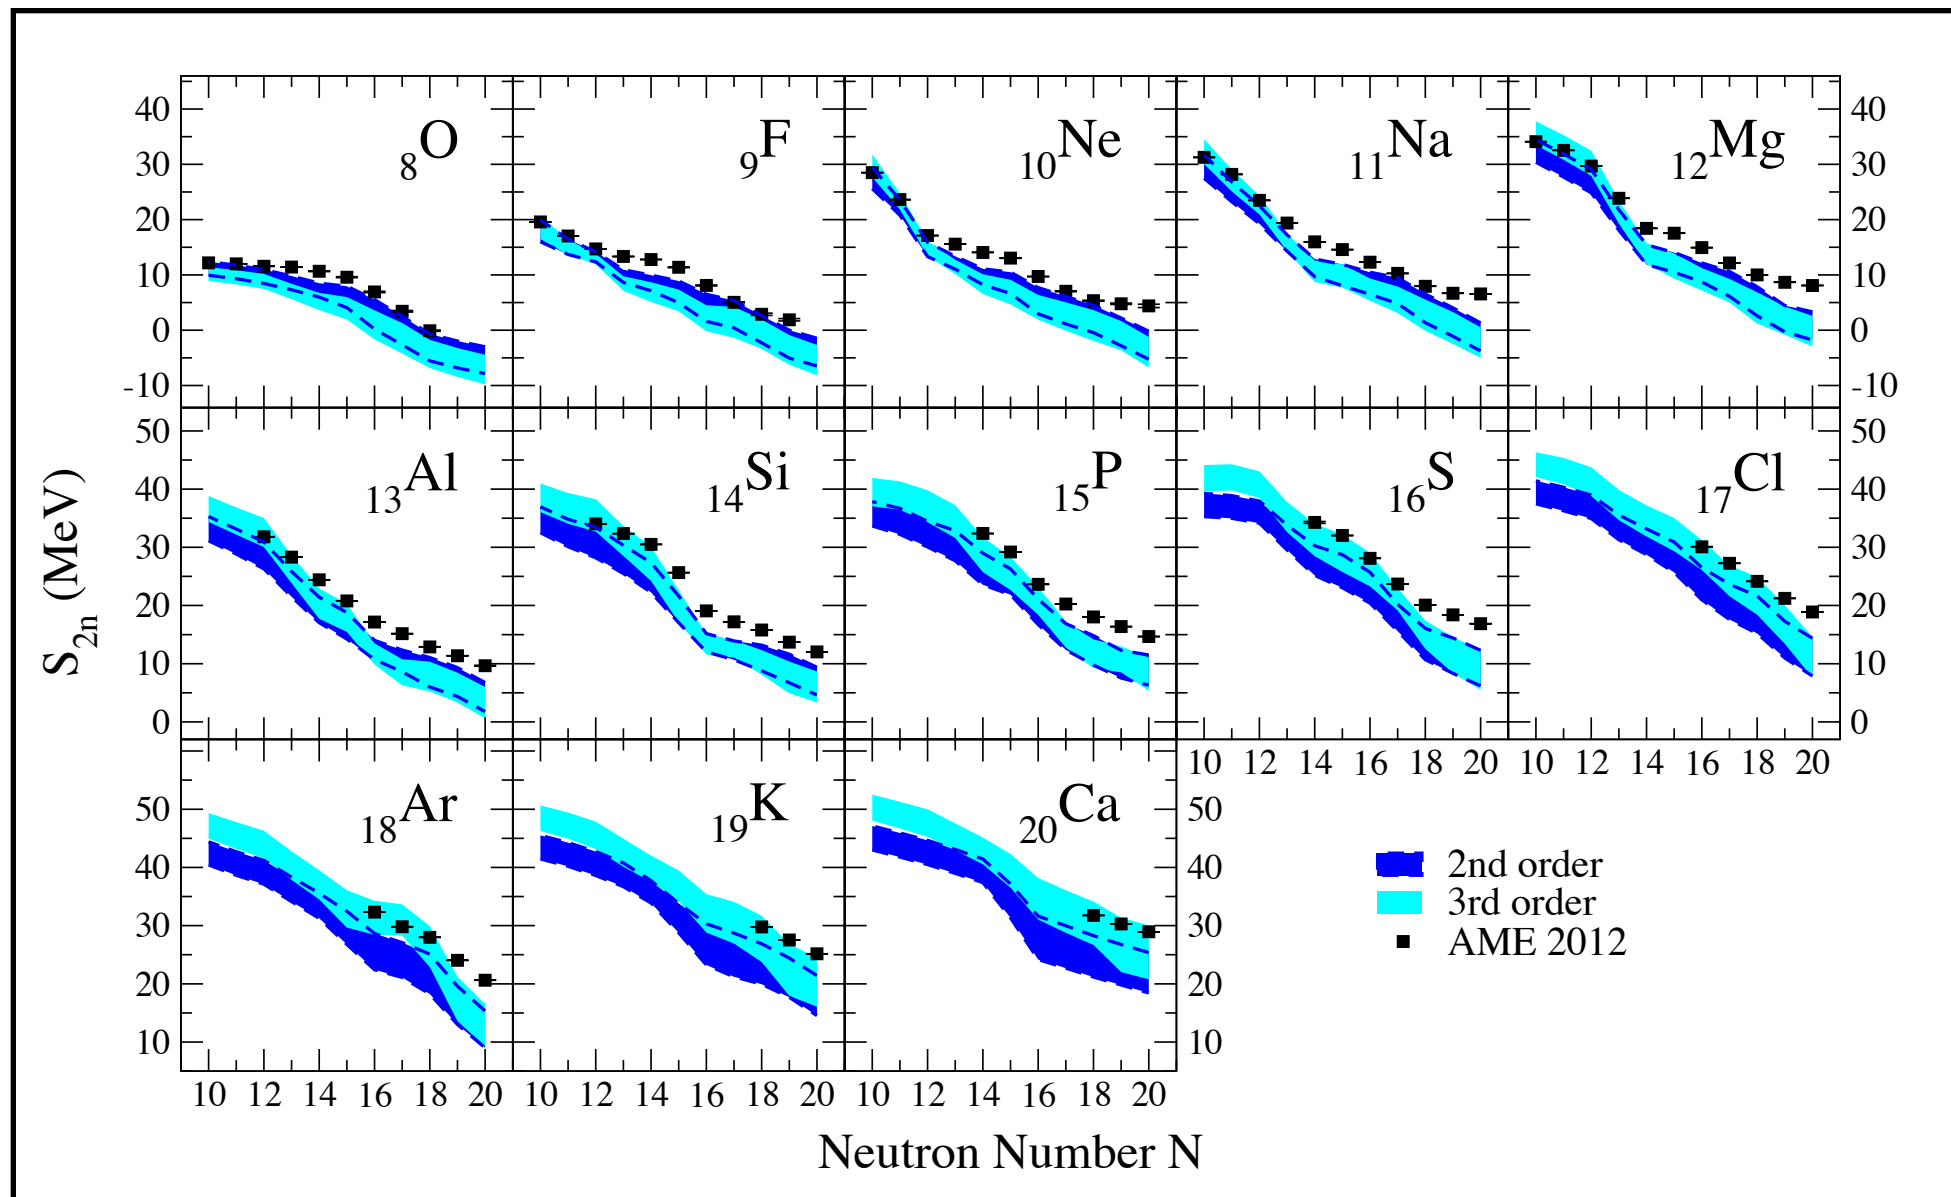 40 8O 9F 10Ne 11Na 12Mg 40
30 30
20 20
10 10
0 0
-10 -10
50 13Al 14Si 15P 16S 17Cl 50
40 40
30 30
20 20
10 10
0 0
10 12 14 16 18 20 10 12 14 16 18 20
50 18Ar 19K 20Ca 50
40 40
30 30
20 20
10 10
10 12 14 16 18 20 10 12 14 16 18 20 10 12 14 16 18 20
S2n (MeV)
Neutron Number N
2nd order
3rd order
AME 2012